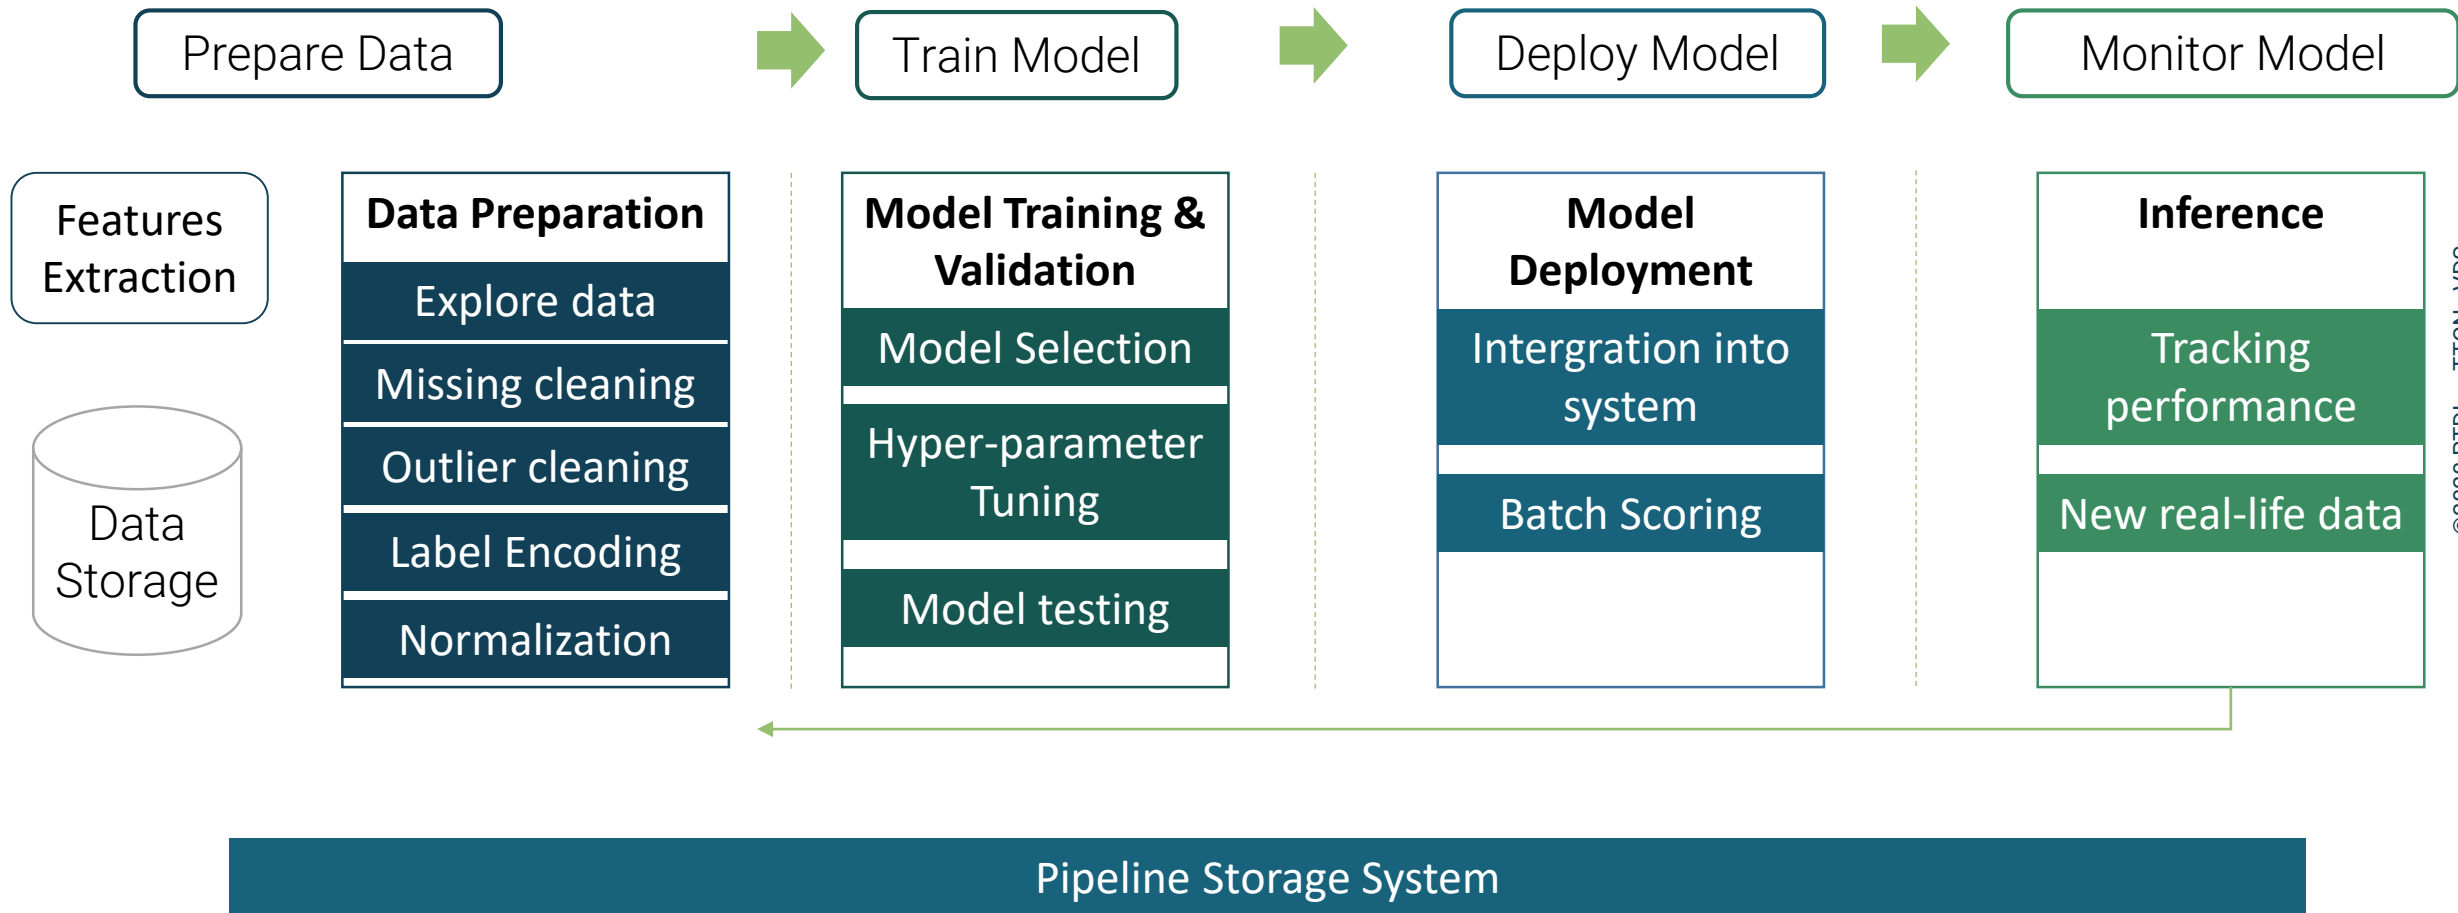 Prepare Data
Train Model
Deploy Model
Monitor Model
Features
Extraction
Data
Storage
Data Preparation
Explore data
Missing cleaning
Outlier cleaning
Label Encoding
Normalization
Model Training &
Validation
Model Selection
Hyper-parameter
Tuning
Model testing
Model
Deployment
Intergration into
system
Batch Scoring
Inference
Tracking
performance
New real-life data
Pipeline Storage System